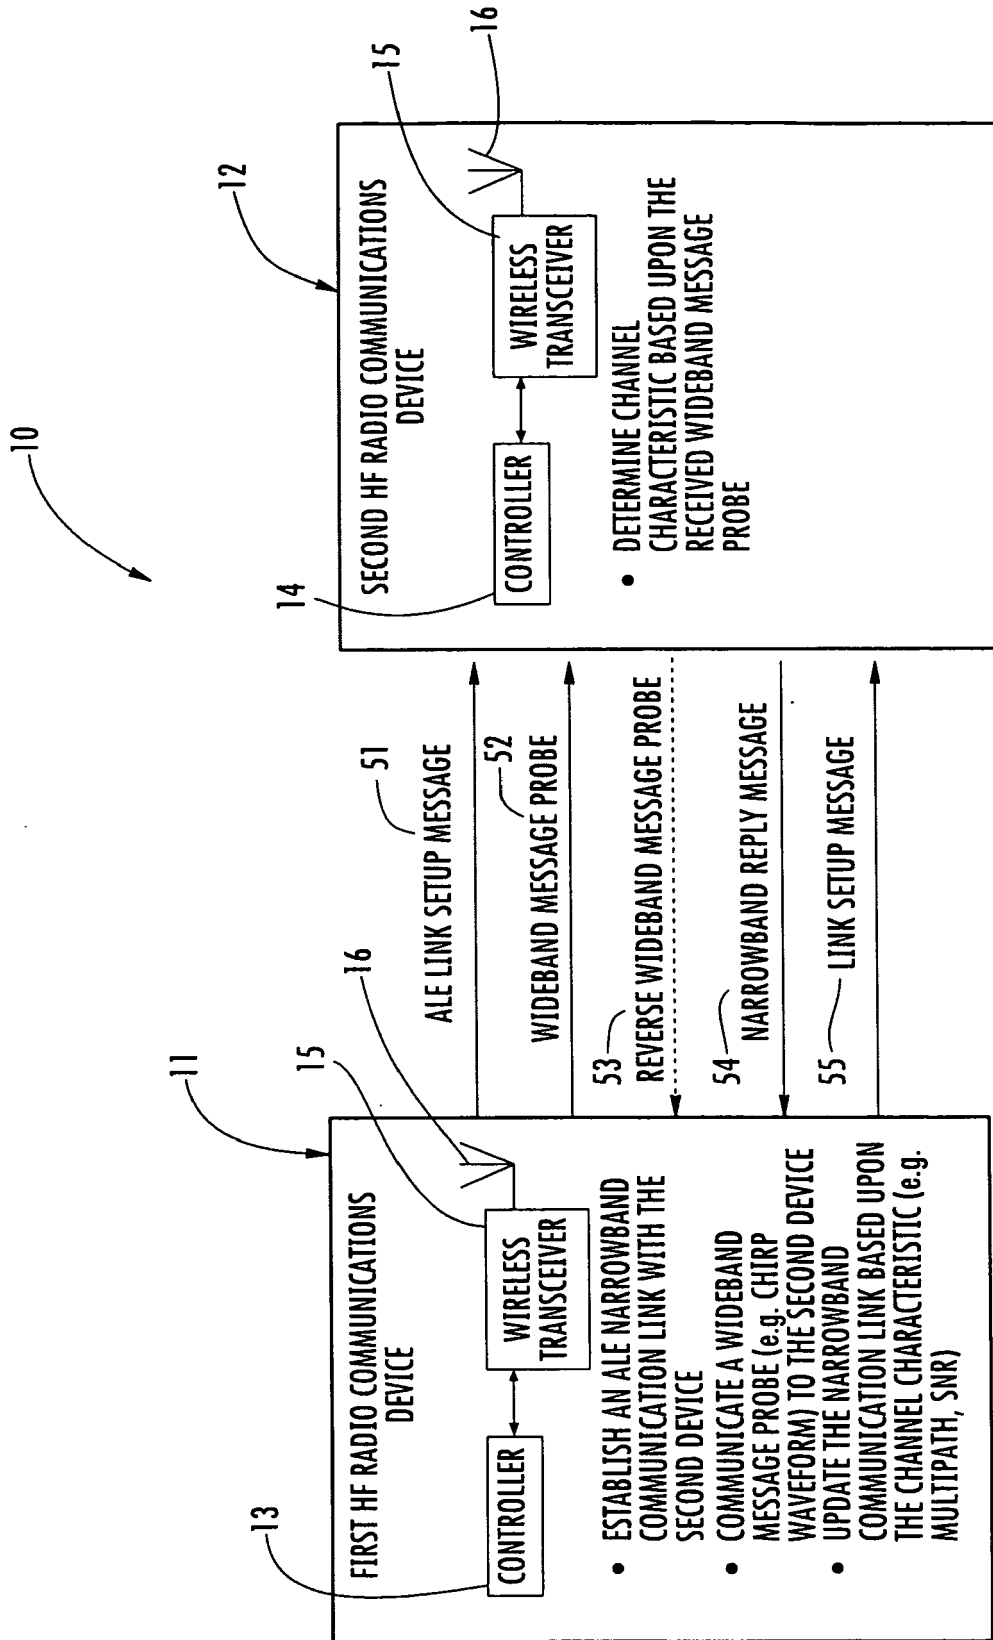 10
11
FIRST HF RADIO COMMUNICATIONS
DEVICE
13
CONTROLLER
15
WIRELESS
TRANSCEIVER
16
• ESTABLISH AN ALE NARROWBAND
COMMUNICATION LINK WITH THE
SECOND DEVICE
• COMMUNICATE A WIDEBAND
MESSAGE PROBE (e.g. CHIRP
WAVEFORM) TO THE SECOND DEVICE
• UPDATE THE NARROWBAND
COMMUNICATION LINK BASED UPON
THE CHANNEL CHARACTERISTIC (e.g.
MULTIPATH, SNR)
51
ALE LINK SETUP MESSAGE
52
WIDEBAND MESSAGE PROBE
53
REVERSE WIDEBAND MESSAGE PROBE
54
NARROWBAND REPLY MESSAGE
55
LINK SETUP MESSAGE
12
SECOND HF RADIO COMMUNICATIONS
DEVICE
14
CONTROLLER
15
WIRELESS
TRANSCEIVER
16
• DETERMINE CHANNEL
CHARACTERISTIC BASED UPON THE
RECEIVED WIDEBAND MESSAGE
PROBE